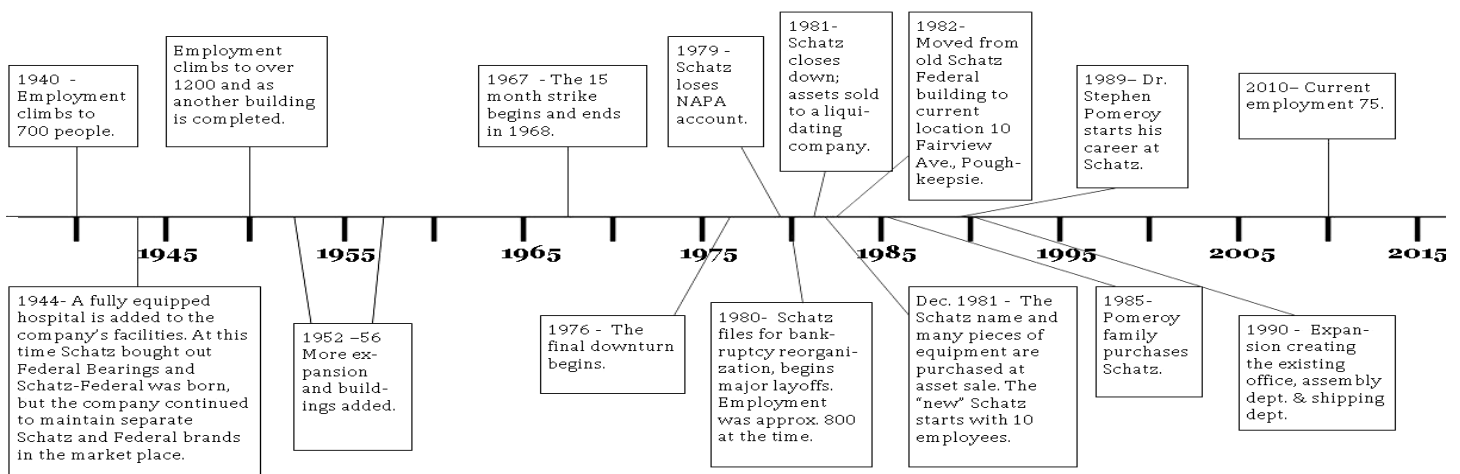 1940 -
Employment
climbs to
700 people.
Employment
climbs to over
1200 and as
another building
is completed.
1967 - The 15
month strike
begins and ends
in 1968.
1979 -
Schatz
loses
NAPA
account.
1981-
Schatz
closes
down;
assets sold
to a liqui-
dating
company.
1982-
Moved from
old Schatz
Federal
building to
current
location 10
Fairview
Ave., Pough-
keepsie.
1989– Dr.
Stephen
Pomeroy
starts his
career at
Schatz.
2010– Current
employment 75.
1945
1955
1965
1975
1985
1995
2005
2015
1944- A fully equipped
hospital is added to the
company's facilities. At this
time Schatz bought out
Federal Bearings and
Schatz-Federal was born,
but the company continued
to maintain separate
Schatz and Federal brands
in the market place.
1952 –56
More ex-
pansion
and build-
ings added.
1976 - The
final downturn
begins.
1980- Schatz
files for bank-
ruptcy reorgani-
zation, begins
major layoffs.
Employment
was approx. 800
at the time.
Dec. 1981 - The
Schatz name and
many pieces of
equipment are
purchased at
asset sale. The
“new” Schatz
starts with 10
employees.
1985-
Pomeroy
family
purchases
Schatz.
1990 - Expan-
sion creating
the existing
office, assembly
dept. & shipping
dept.